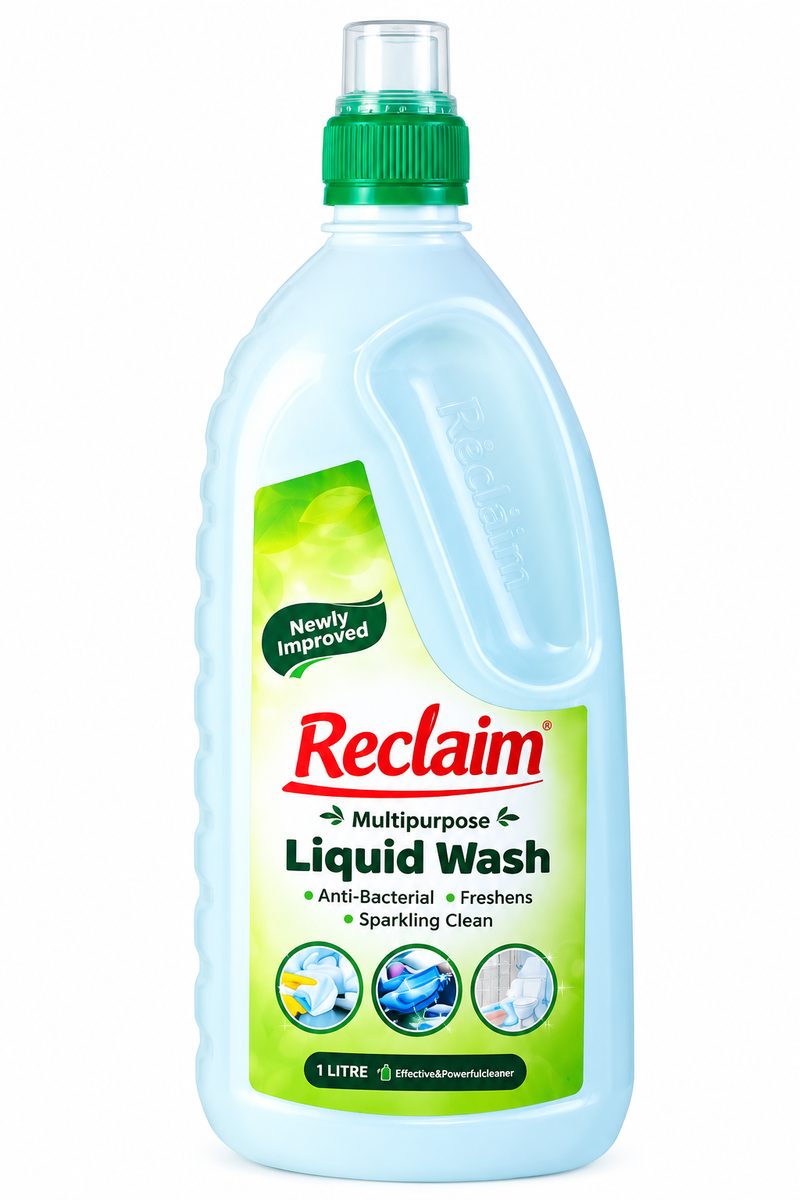 Reclaim
Newly
Improved
Reclaim®
Multipurpose
Liquid Wash
• Anti-Bacterial • Freshens
• Sparkling Clean
1 LITRE Effective&Powerfulcleaner